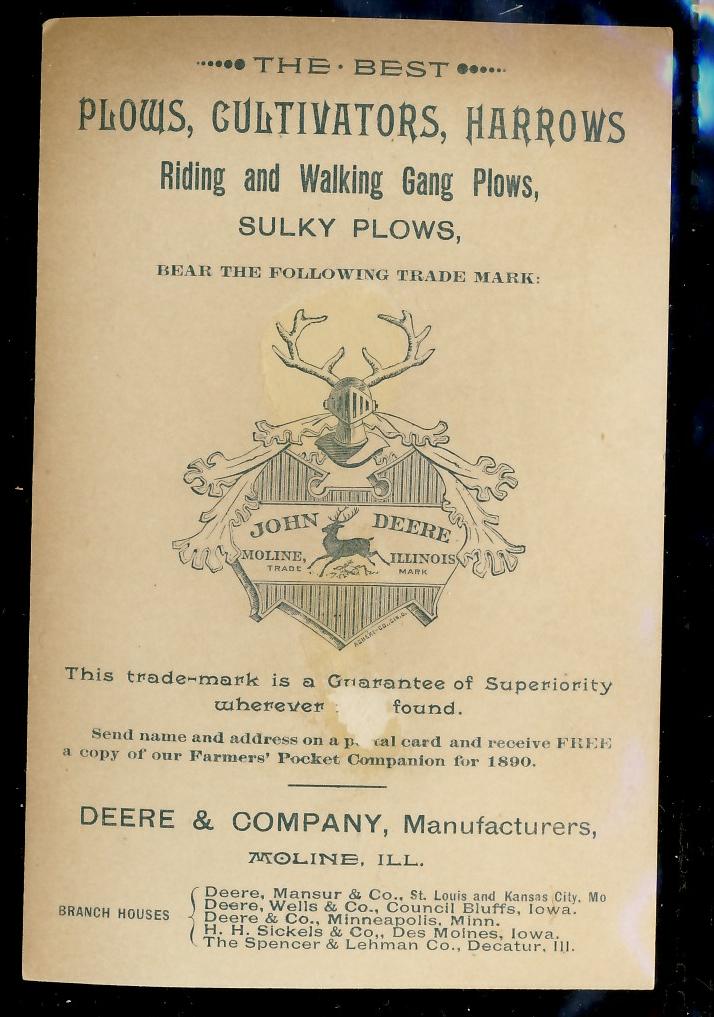 THE · BEST
PLOWS, CULTIVATORS, HARROWS
Riding and Walking Gang Plows,
SULKY PLOWS,
BEAR THE FOLLOWING TRADE MARK:
JOHN DEERE
MOLINE, ILLINOIS
TRADE MARK
This trade-mark is a Guarantee of Superiority
wherever found.
Send name and address on a p tal card and receive FREE
a copy of our Farmers' Pocket Companion for 1890.
DEERE & COMPANY, Manufacturers,
MOLINE, ILL.
BRANCH HOUSES
Deere, Mansur & Co., St. Louis and Kansas City, Mo
Deere, Wells & Co., Council Bluffs, Iowa.
Deere & Co., Minneapolis, Minn.
H. H. Sickels & Co,, Des Moines, Iowa.
The Spencer & Lehman Co., Decatur, Ill.